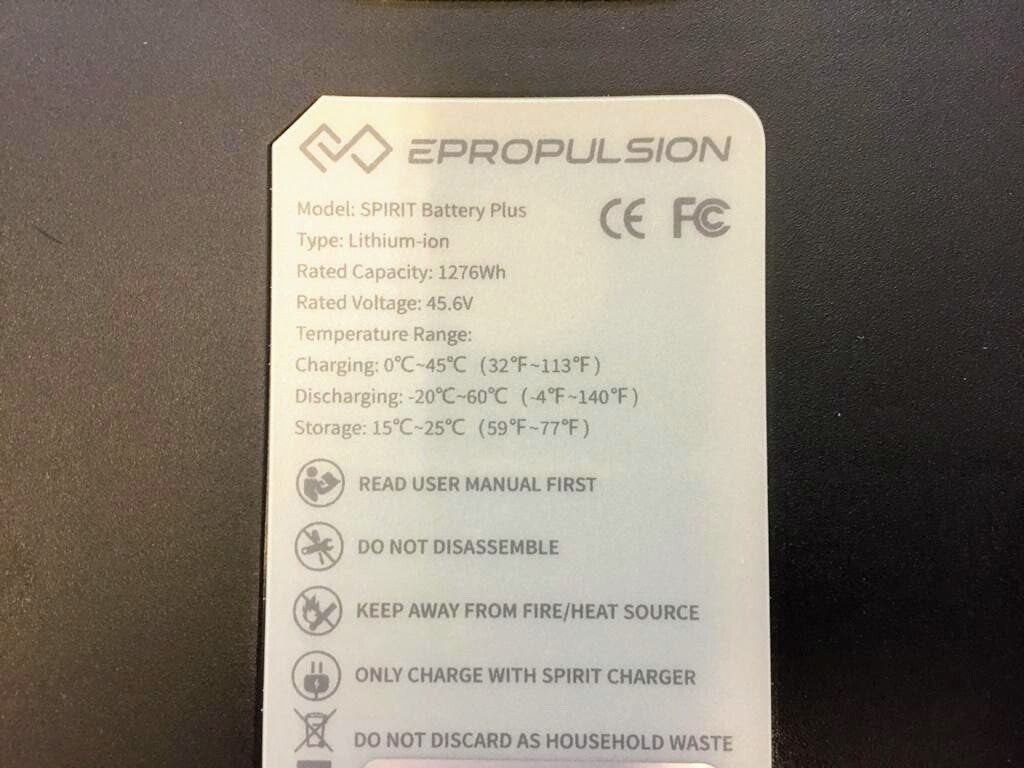 EPROPULSION
Model: SPIRIT Battery Plus
CE FC
Type: Lithium-ion
Rated Capacity: 1276Wh
Rated Voltage: 45.6V
Temperature Range:
Charging: 0℃~45℃ (32℉~113℉)
Discharging: -20℃~60℃ (-4℉~140℉)
Storage: 15℃~25℃ (59℉~77℉)
READ USER MANUAL FIRST
DO NOT DISASSEMBLE
KEEP AWAY FROM FIRE/HEAT SOURCE
ONLY CHARGE WITH SPIRIT CHARGER
DO NOT DISCARD AS HOUSEHOLD WASTE